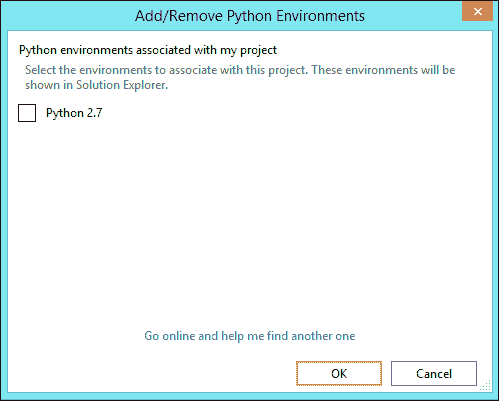 Add/Remove Python Environments
Python environments associated with my project
Select the environments to associate with this project. These environments will be
shown in Solution Explorer.
Python 2.7
Go online and help me find another one
OK
Cancel